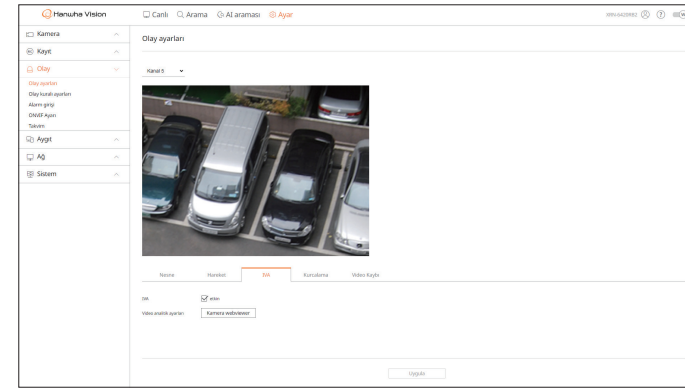 Hanwha Vision
Canlı Arama AI araması Ayar
Kamera
Kayıt
Olay
Olay ayarları
Olay kuralı ayarları
Alarm girişi
ONVIF Ayarı
Takvim
Aygıt
Ağ
Sistem
Olay ayarları
Kanal 5
Nesne Hareket IVA Kurcalama Video Kaybı
IVA etkin
Video analitik ayarları Kamera webviewer
Uygula